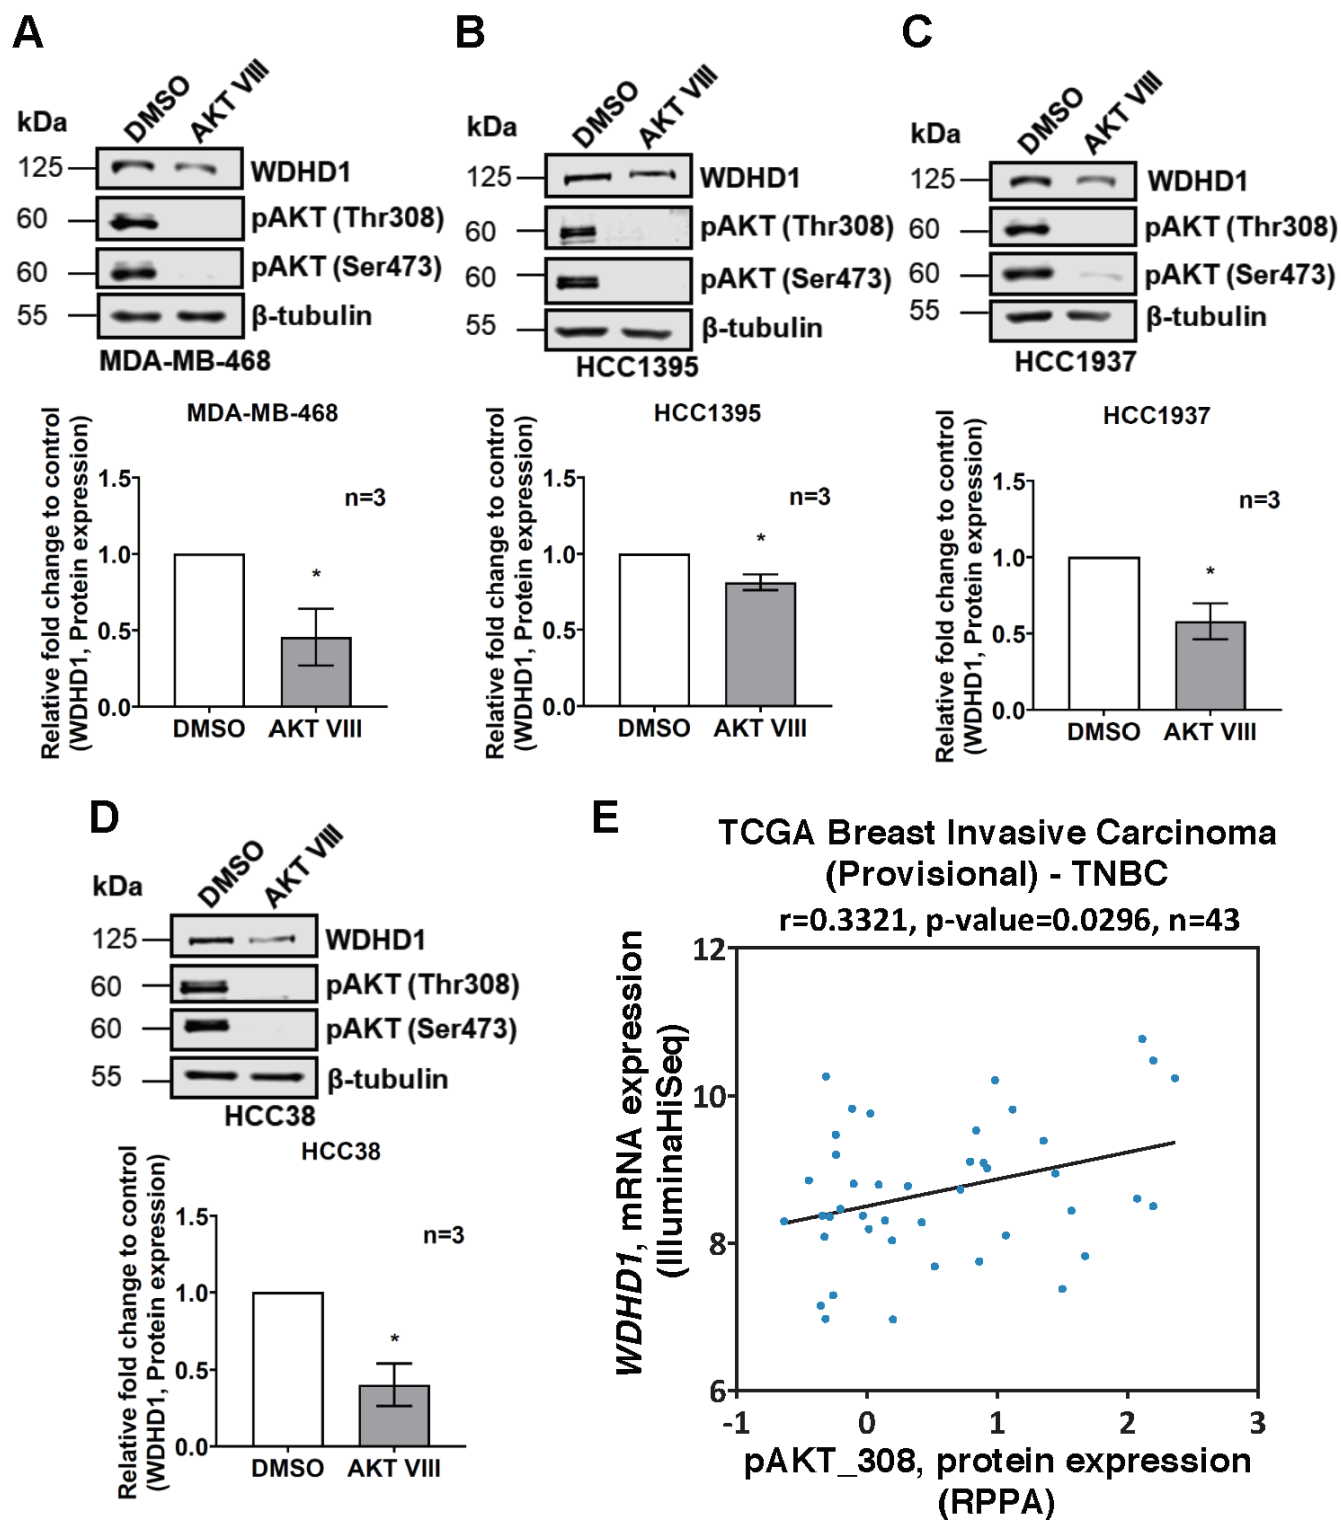 A
DMSO
AKT VIII
kDa
125
WDHD1
60
pAKT (Thr308)
60
pAKT (Ser473)
55
β-tubulin
MDA-MB-468
MDA-MB-468
Relative fold change to control
(WDHD1, Protein expression)
1.5
1.0
0.5
0.0
n=3
*
DMSO
AKT VIII
B
DMSO
AKT VIII
kDa
125
WDHD1
60
pAKT (Thr308)
60
pAKT (Ser473)
55
β-tubulin
HCC1395
HCC1395
Relative fold change to control
(WDHD1, Protein expression)
1.5
1.0
0.5
0.0
n=3
*
DMSO
AKT VIII
C
DMSO
AKT VIII
kDa
125
WDHD1
60
pAKT (Thr308)
60
pAKT (Ser473)
55
β-tubulin
HCC1937
HCC1937
Relative fold change to control
(WDHD1, Protein expression)
1.5
1.0
0.5
0.0
n=3
*
DMSO
AKT VIII
D
DMSO
AKT VIII
kDa
125
WDHD1
60
pAKT (Thr308)
60
pAKT (Ser473)
55
β-tubulin
HCC38
HCC38
Relative fold change to control
(WDHD1, Protein expression)
1.5
1.0
0.5
0.0
n=3
*
DMSO
AKT VIII
E
TCGA Breast Invasive Carcinoma
(Provisional) - TNBC
r=0.3321, p-value=0.0296, n=43
WDHD1, mRNA expression
(IlluminaHiSeq)
12
10
8
6
-1
0
1
2
3
pAKT_308, protein expression
(RPPA)